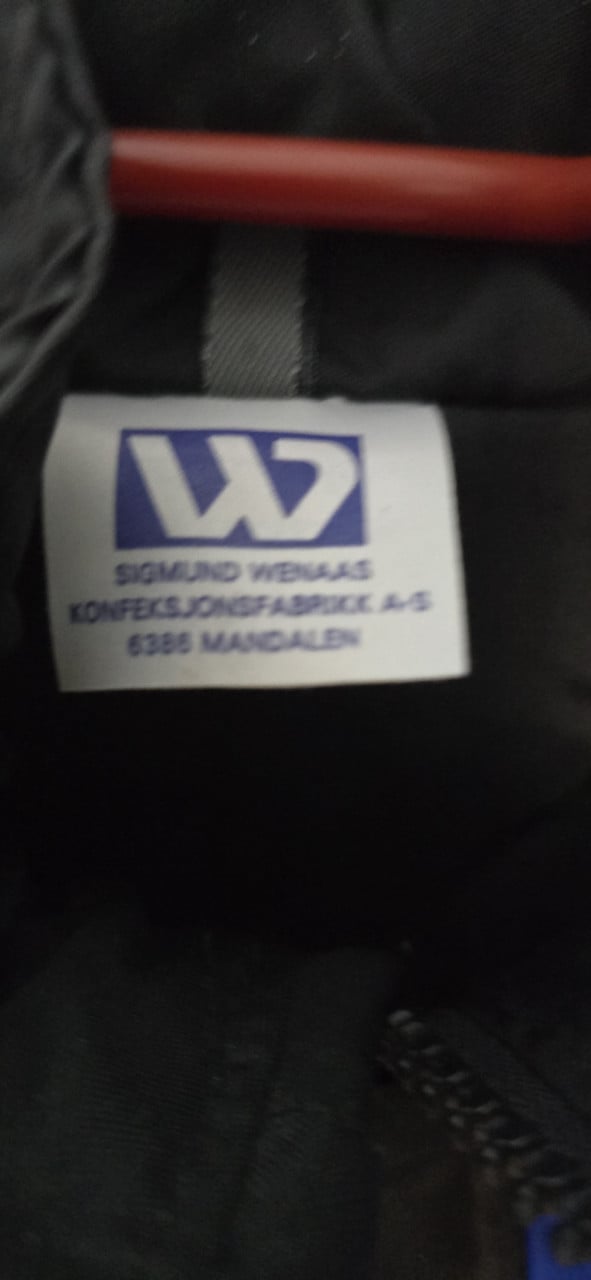 W
SIGMUND WENAAS
KONFEKSJONSFABRIKK A-S
6386 MANDALEN